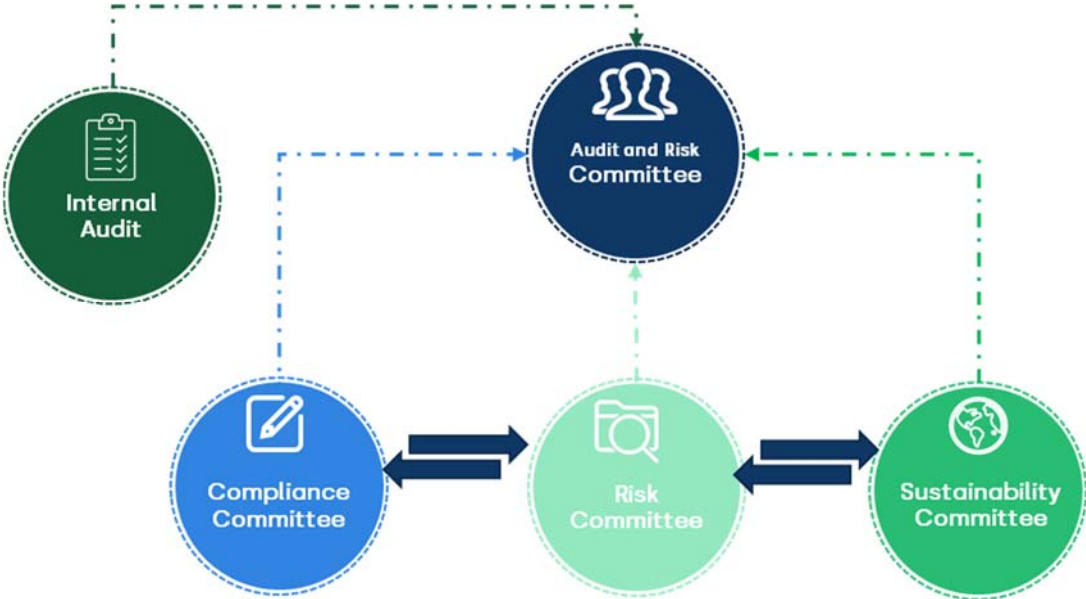 Audit and Risk
Committee
Internal
Audit
Compliance
Committee
Risk
Committee
Sustainability
Committee